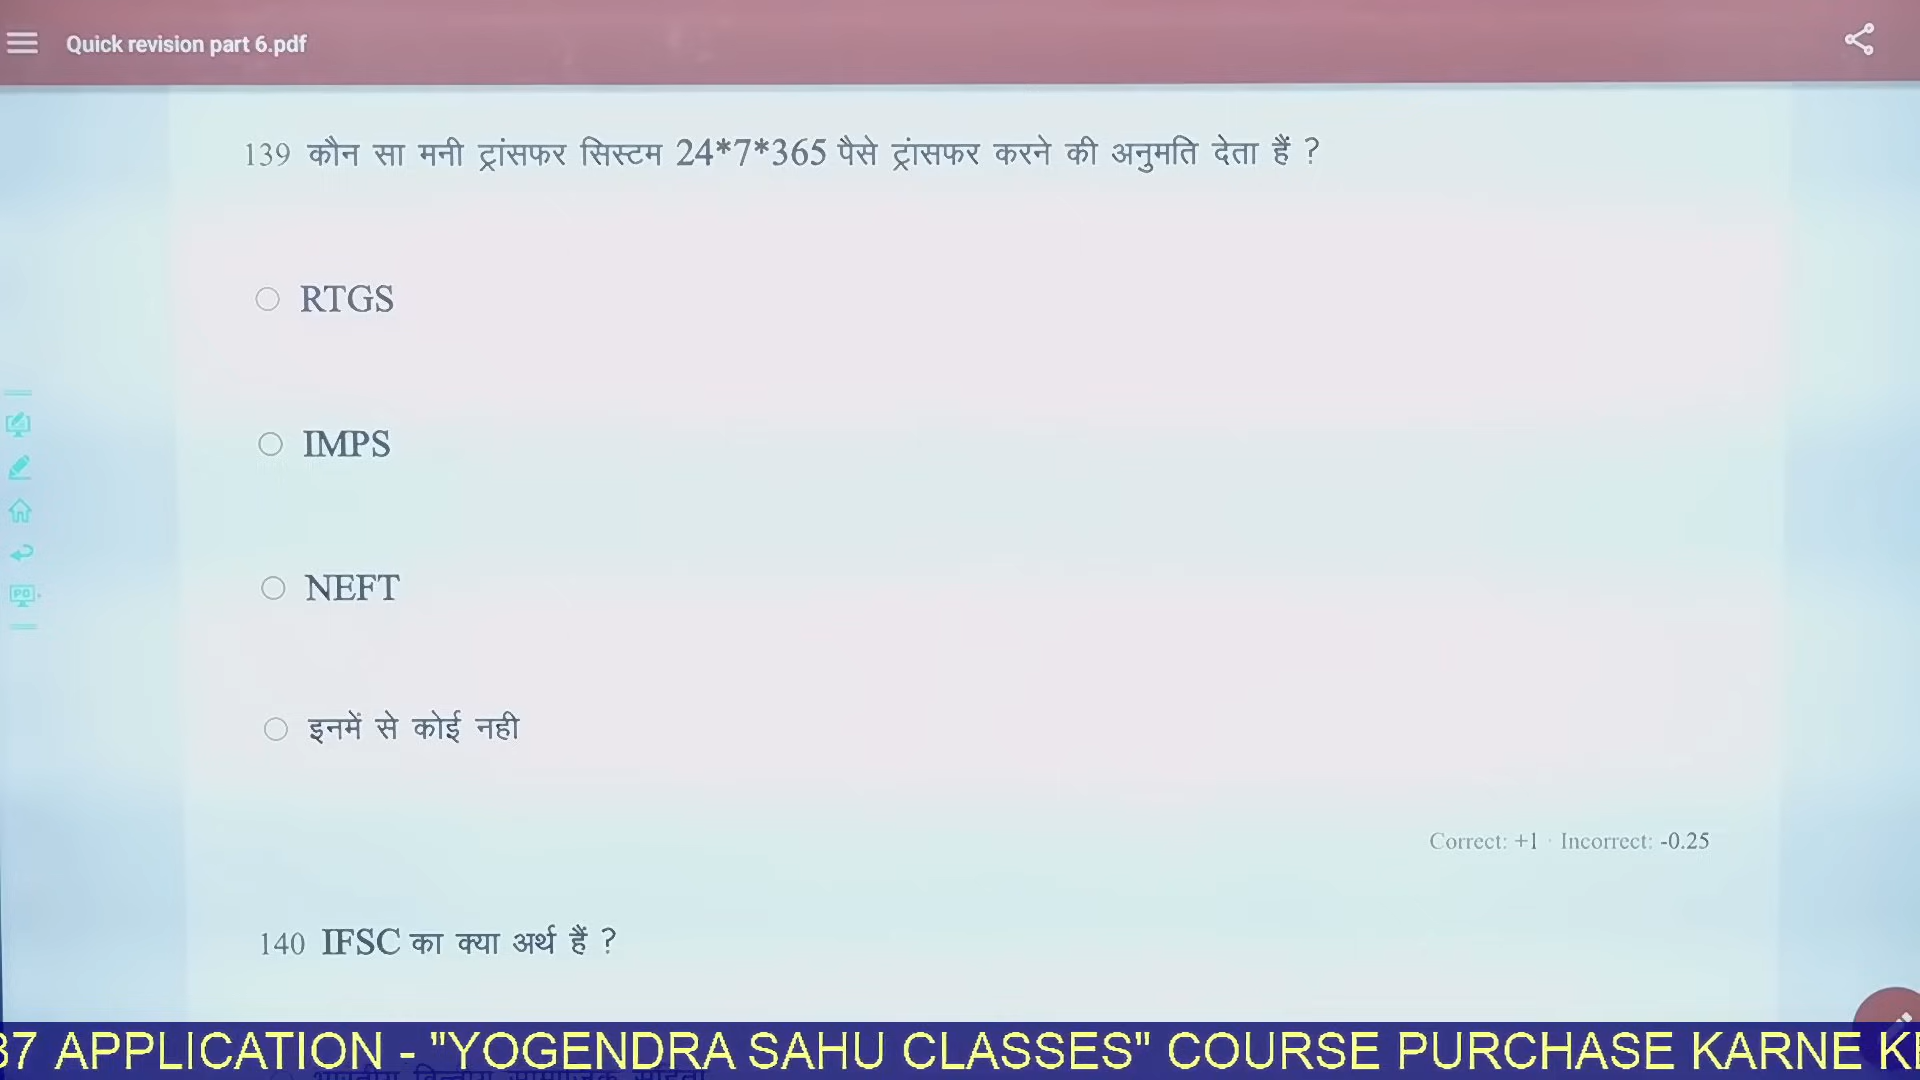 Quick revision part 6.pdf
139 कौन सा मनी ट्रांसफर सिस्टम 24*7*365 पैसे ट्रांसफर करने की अनुमति देता हैं ?
RTGS
IMPS
NEFT
इनमें से कोई नही
Correct: +1 · Incorrect: -0.25
140 IFSC का क्या अर्थ हैं ?
37 APPLICATION - "YOGENDRA SAHU CLASSES" COURSE PURCHASE KARNE